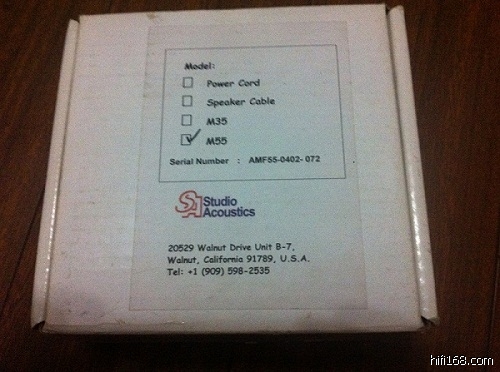 Model:
Power Cord
Speaker Cable
M35
M55
Serial Number : AMF55-0402-072
SA Studio
Acoustics
20529 Walnut Drive Unit B-7,
Walnut, California 91789, U.S.A.
Tel: +1 (909) 598-2535
hifi168.com